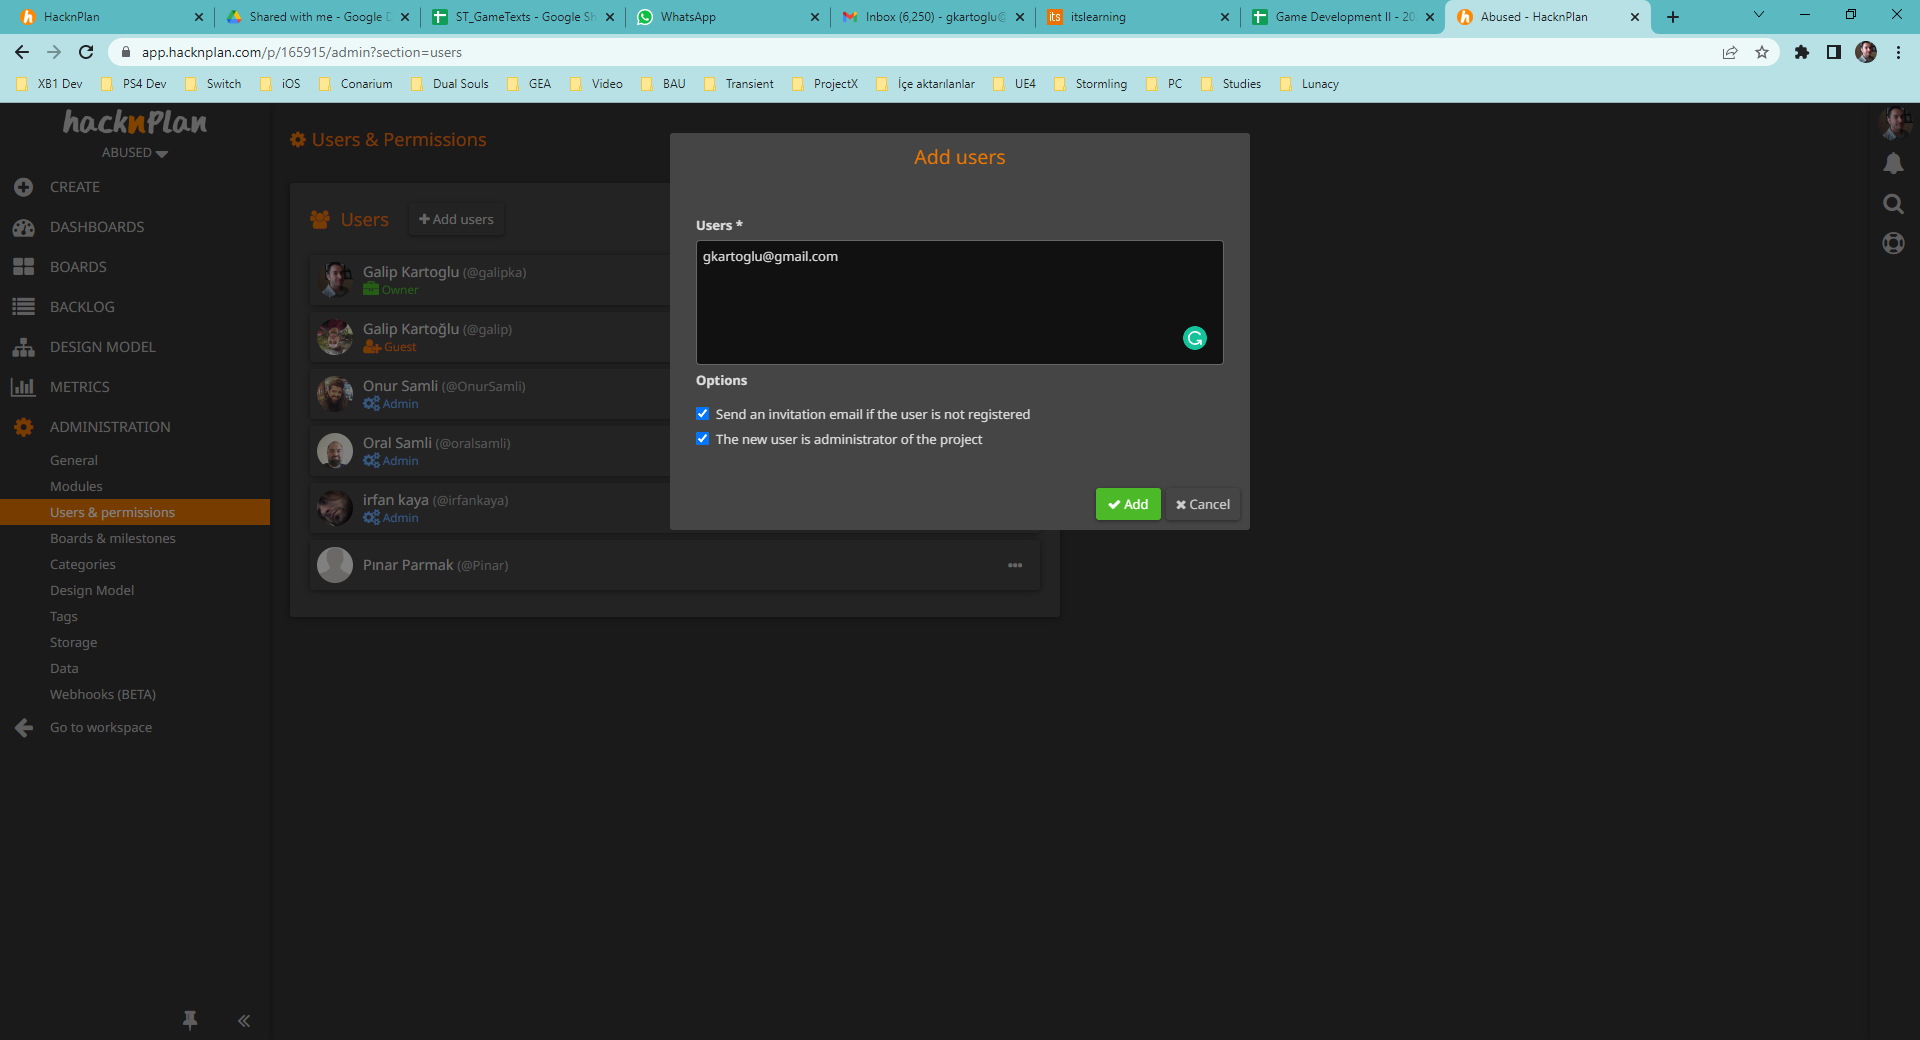 HacknPlan
Shared with me - Google D
ST_GameTexts - Google Sh
WhatsApp
Inbox (6,250) - gkartoglu@
itslearning
Game Development II - 20
Abused - HacknPlan
app.hacknplan.com/p/165915/admin?section=users
XB1 Dev
PS4 Dev
Switch
iOS
Conarium
Dual Souls
GEA
Video
BAU
Transient
ProjectX
İçe aktarılanlar
UE4
Stormling
PC
Studies
Lunacy
hacknPlan
ABUSED
CREATE
DASHBOARDS
BOARDS
BACKLOG
DESIGN MODEL
METRICS
ADMINISTRATION
General
Modules
Users & permissions
Boards & milestones
Categories
Design Model
Tags
Storage
Data
Webhooks (BETA)
Go to workspace
Users & Permissions
Users
Add users
Galip Kartoglu (@galipka)
Owner
Galip Kartoğlu (@galip)
Guest
Onur Samli (@OnurSamli)
Admin
Oral Samli (@oralsamli)
Admin
irfan kaya (@irfankaya)
Admin
Pınar Parmak (@Pinar)
Add users
Users *
gkartoglu@gmail.com
Options
Send an invitation email if the user is not registered
The new user is administrator of the project
Add
Cancel